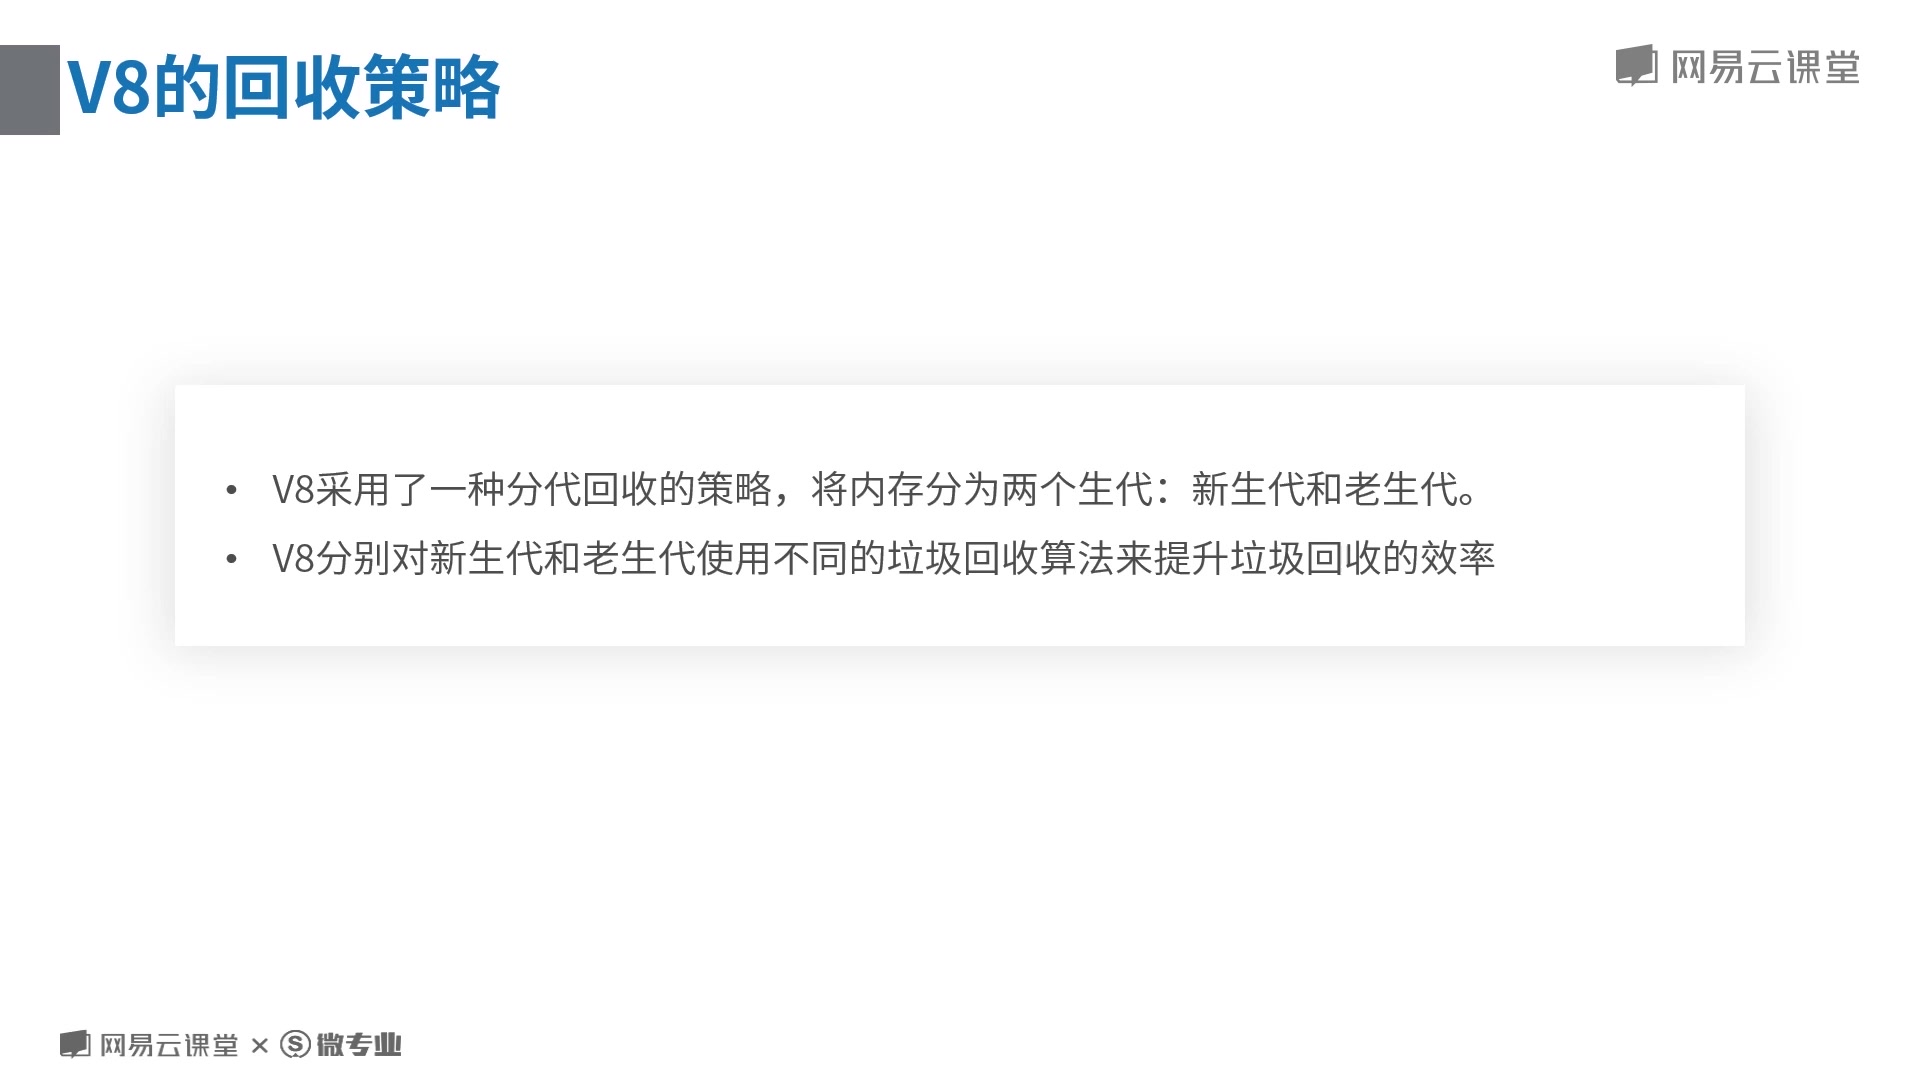 V8的回收策略
网易云课堂
• V8采用了一种分代回收的策略，将内存分为两个生代：新生代和老生代。
• V8分别对新生代和老生代使用不同的垃圾回收算法来提升垃圾回收的效率
网易云课堂 × S 微专业